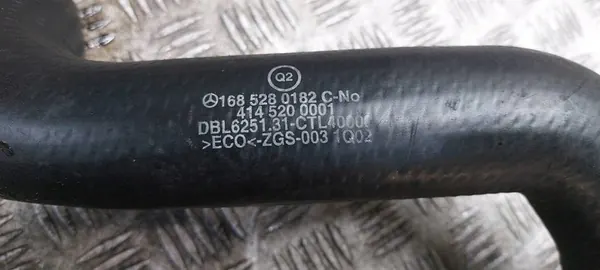 Q2
168 528 0182 C-No
414 520 0001
DBL6251.31-CTL4000
>ECO<-ZGS-003 1Q02